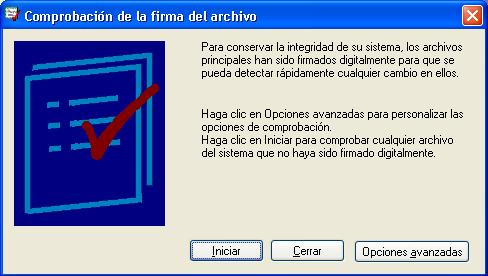 Comprobación de la firma del archivo
Para conservar la integridad de su sistema, los archivos
principales han sido firmados digitalmente para que se
pueda detectar rápidamente cualquier cambio en ellos.
Haga clic en Opciones avanzadas para personalizar las
opciones de comprobación.
Haga clic en Iniciar para comprobar cualquier archivo
del sistema que no haya sido firmado digitalmente.
Iniciar
Cerrar
Opciones avanzadas